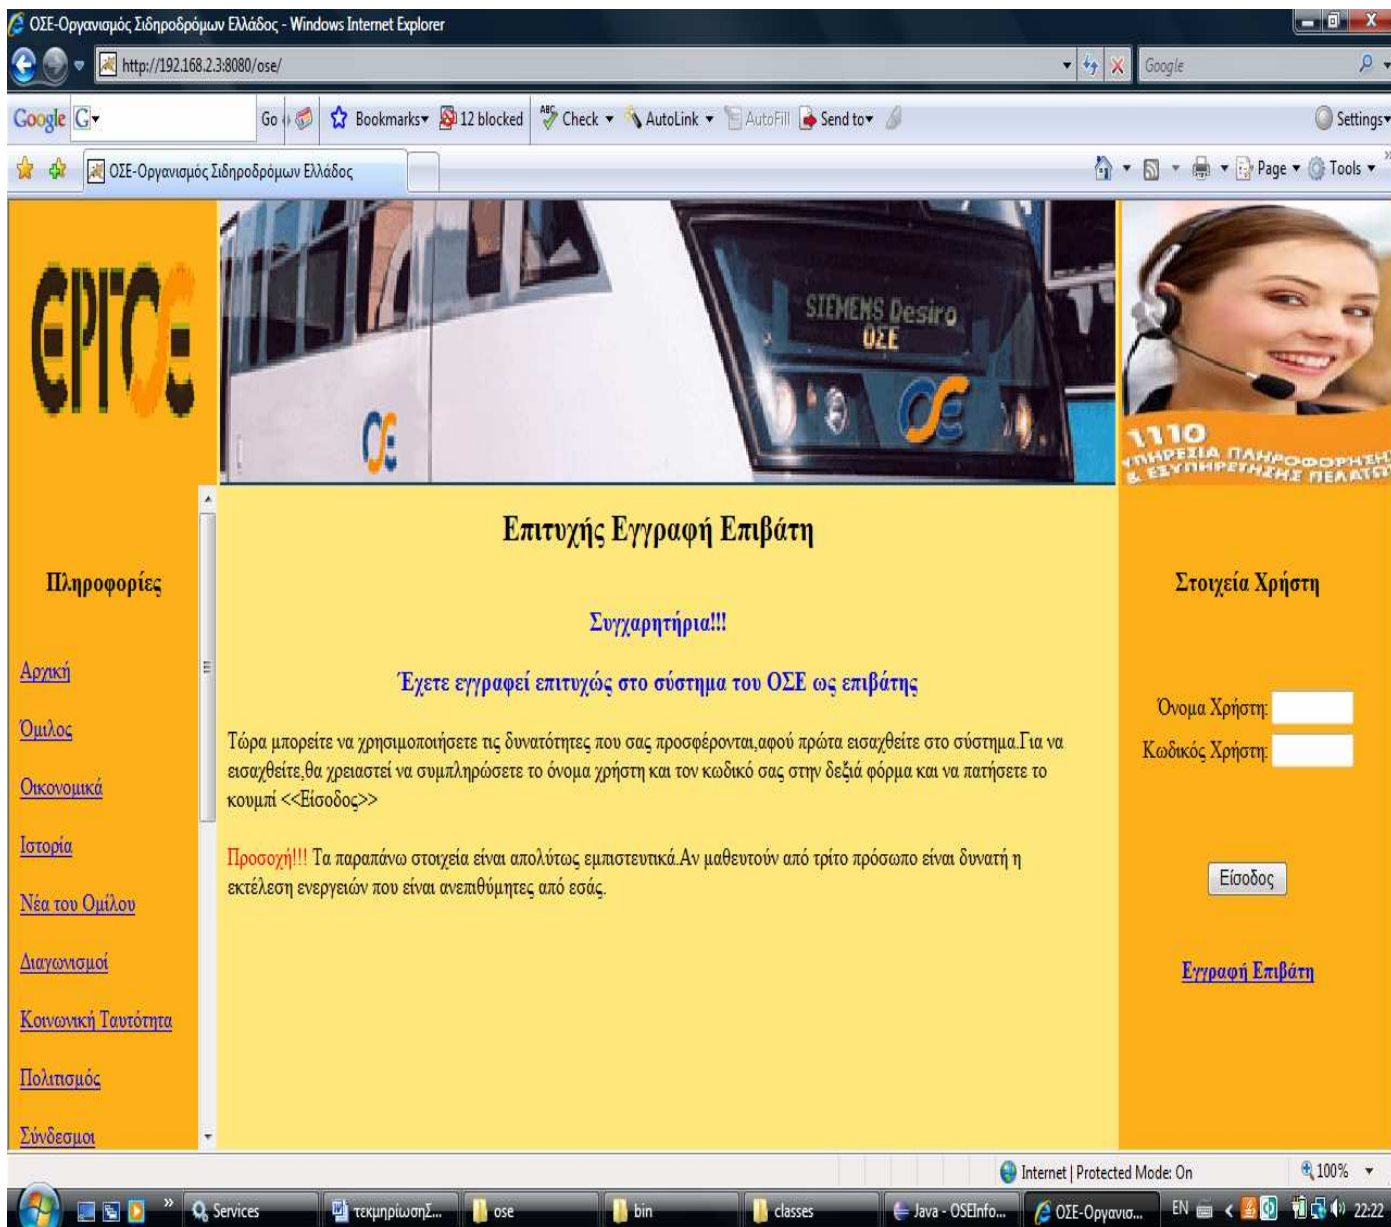 ΟΣΕ-Οργανισμός Σιδηροδρόμων Ελλάδος - Windows Internet Explorer
http://192.168.2.3:8080/ose/
Google
Google G Go Bookmarks 12 blocked ABC Check AutoLink AutoFill Send to Settings
ΟΣΕ-Οργανισμός Σιδηροδρόμων Ελλάδος
Page Tools
ΕΡΓΟΣΕ
SIEMENS Desiro
ΟΣΕ
ΟΣΕ
ΟΣΕ
1110
ΥΠΗΡΕΣΙΑ ΠΛΗΡΟΦΟΡΗΣΗΣ
& ΕΞΥΠΗΡΕΤΗΣΗΣ ΠΕΛΑΤΩΝ
Πληροφορίες
Αρχική
Όμιλος
Οικονομικά
Ιστορία
Νέα του Ομίλου
Διαγωνισμοί
Κοινωνική Ταυτότητα
Πολιτισμός
Σύνδεσμοι
Επιτυχής Εγγραφή Επιβάτη
Συγχαρητήρια!!!
Έχετε εγγραφεί επιτυχώς στο σύστημα του ΟΣΕ ως επιβάτης
Τώρα μπορείτε να χρησιμοποιήσετε τις δυνατότητες που σας προσφέρονται,αφού πρώτα εισαχθείτε στο σύστημα.Για να
εισαχθείτε,θα χρειαστεί να συμπληρώσετε το όνομα χρήστη και τον κωδικό σας στην δεξιά φόρμα και να πατήσετε το
κουμπί <<Είσοδος>>
Προσοχή!!! Τα παραπάνω στοιχεία είναι απολύτως εμπιστευτικά.Αν μαθευτούν από τρίτο πρόσωπο είναι δυνατή η
εκτέλεση ενεργειών που είναι ανεπιθύμητες από εσάς.
Στοιχεία Χρήστη
Όνομα Χρήστη:
Κωδικός Χρήστη:
Είσοδος
Εγγραφή Επιβάτη
Internet | Protected Mode: On 100%
Services τεκμηρίωσηΣ... ose bin classes Java - OSEInfo... ΟΣΕ-Οργανισ... EN 22:22